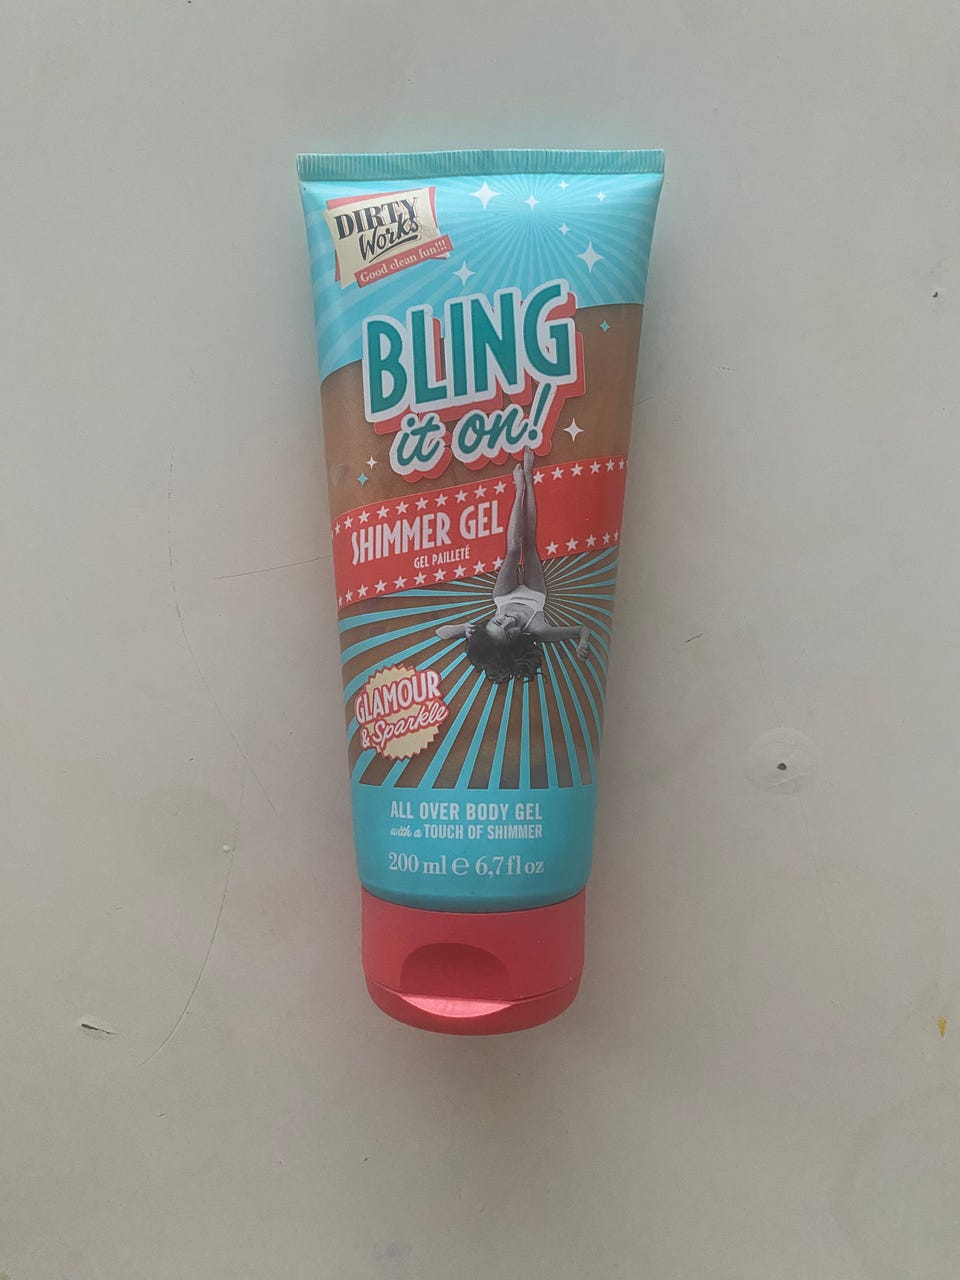 DIRTY
Works
Good clean fun!!!
BLING
it on!
SHIMMER GEL
GEL PAILLETÉ
GLAMOUR
& Sparkle
ALL OVER BODY GEL
with a TOUCH OF SHIMMER
200 ml e 6,7 fl oz